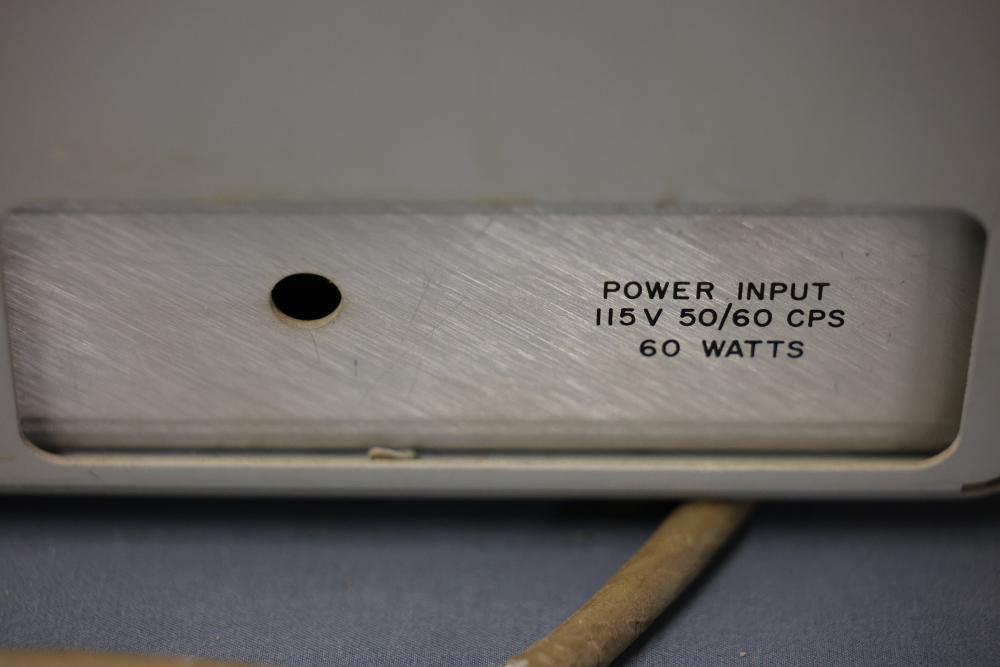 POWER INPUT
115V 50/60 CPS
60 WATTS